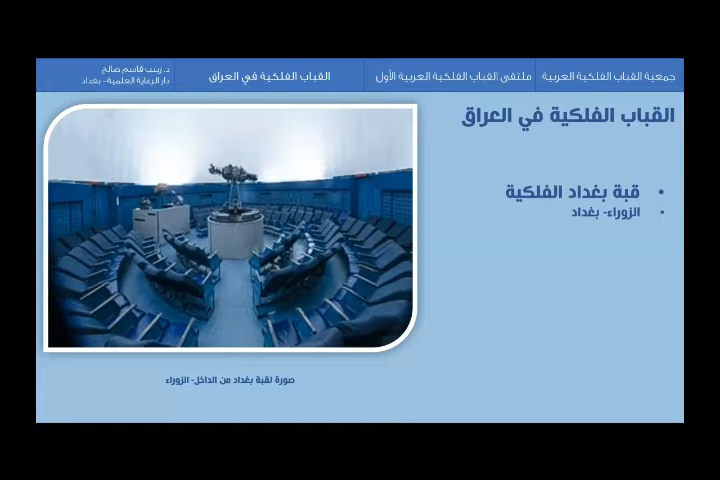 جمعية القباب الفلكية العربية
ملتقى القباب الفلكية العربية الأول
القباب الفلكية في العراق
د. زينب قاسم صالح
دار الرعاية العلمية – بغداد
القباب الفلكية في العراق
• قبة بغداد الفلكية
• الزوراء- بغداد
صورة لقبة بغداد من الداخل- الزوراء